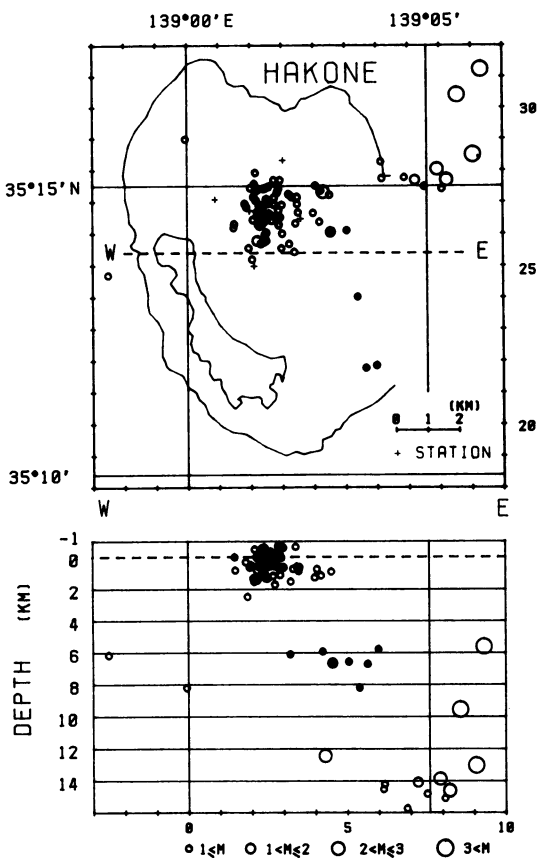 139°00'E 139°05'
HAKONE
30
35°15'N
W E
25
(KM)
0 1 2
20
+ STATION
35°10'
W E
-1
0
2
4
6
8
10
12
14
DEPTH (KM)
0 5 10
1≦M 1<M≦2 2<M≦3 3<M